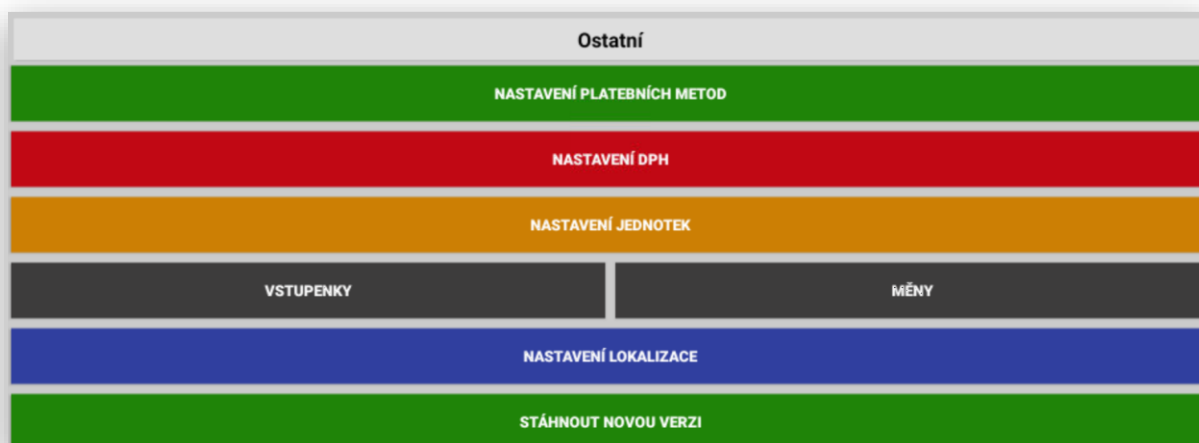 Ostatní
NASTAVENÍ PLATEBNÍCH METOD
NASTAVENÍ DPH
NASTAVENÍ JEDNOTEK
VSTUPENKY
MĚNY
NASTAVENÍ LOKALIZACE
STÁHNOUT NOVOU VERZI